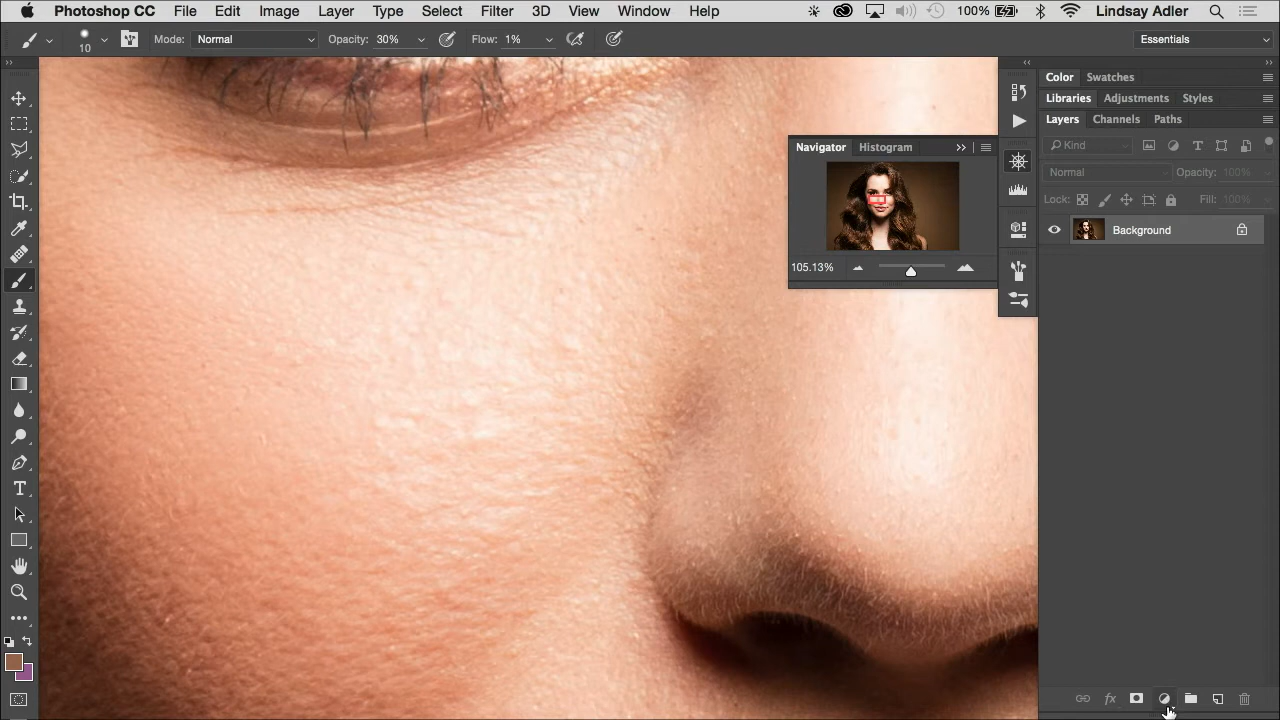 Photoshop CC File Edit Image Layer Type Select Filter 3D View Window Help 100% Lindsay Adler
10 Mode: Normal Opacity: 30% Flow: 1% Essentials
Color Swatches
Libraries Adjustments Styles
Layers Channels Paths
Kind
Normal Opacity: 100%
Lock: Fill: 100%
Background
Navigator Histogram
105.13%
T
fx